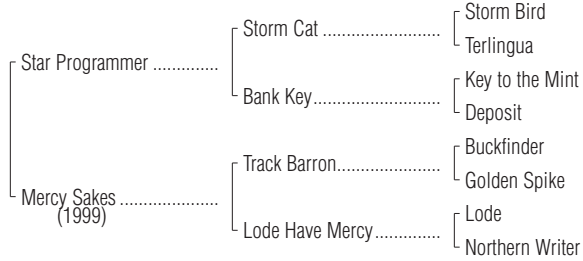 Storm Bird
Storm Cat ........................
Terlingua
Star Programmer ..............
Key to the Mint
Bank Key..........................
Deposit
Buckfinder
Track Barron.....................
Golden Spike
Mercy Sakes .....................
(1999)
Lode
Lode Have Mercy.............
Northern Writer